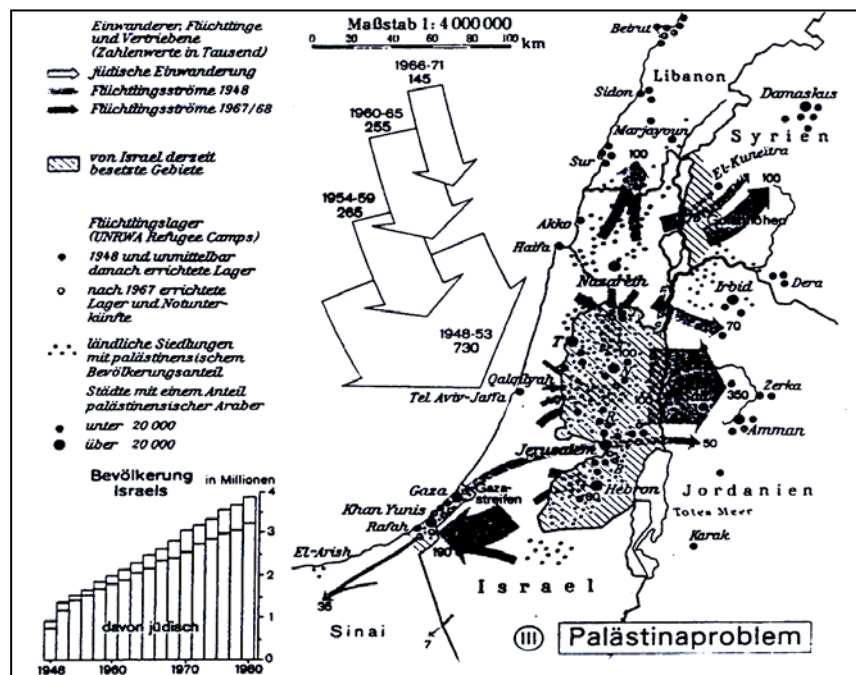 Einwanderer, Flüchtlinge
und Vertriebene
(Zahlenwerte in Tausend)
jüdische Einwanderung
Flüchtlingsströme 1948
Flüchtlingsströme 1967/68
von Israel derzeit
besetzte Gebiete
Flüchtlingslager
(UNRWA Refugee Camps)
1948 und unmittelbar
danach errichtete Lager
nach 1967 errichtete
Lager und Notunter-
künfte
ländliche Siedlungen
mit palästinensischem
Bevölkerungsanteil
Städte mit einem Anteil
palästinensischer Araber
unter 20 000
über 20 000
Bevölkerung
Israels
in Millionen
4
3
2
1
0
davon jüdisch
1948 1960 1970 1980
Maßstab 1: 4 000 000
0 20 40 60 80 100
km
1966-71
145
1960-65
255
1954-59
265
1948-53
730
Beirut
Libanon
Sidon
Damaskus
Marjayoun
Syrien
Sur
100
El-Kuneitra
100
Golanhöhen
Akko
Haifa
Nazareth
Irbid
Dera
70
T
100
Qalqilyah
Tel Aviv-Jaffa
350
Zerka
Amman
Jerusalem
50
Gaza
Gaza-
streifen
Hebron
Jordanien
Khan Yunis
Totes Meer
Rafah
190
Karak
El-Arish
Israel
35
Sinai
7
III Palästinaproblem